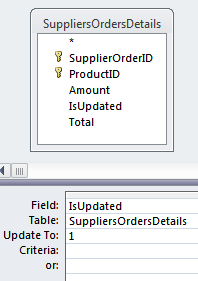 SuppliersOrdersDetails
*
SupplierOrderID
ProductID
Amount
IsUpdated
Total
Field: IsUpdated
Table: SuppliersOrdersDetails
Update To: 1
Criteria:
or: